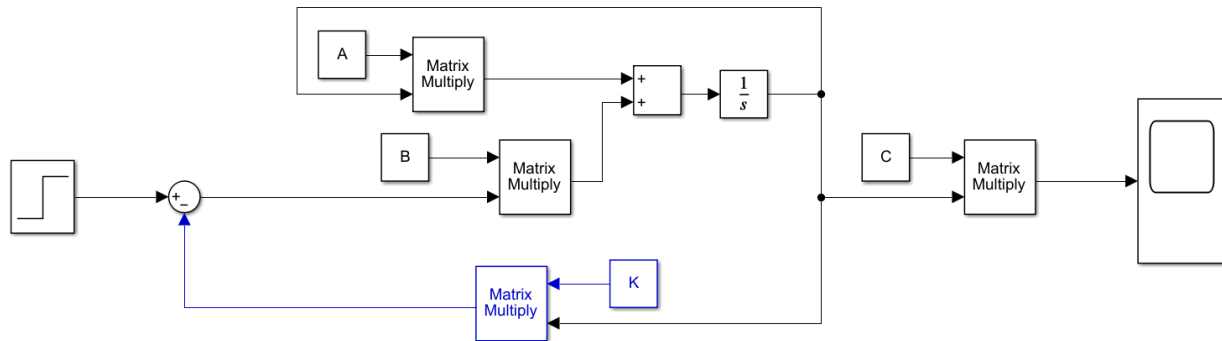 A
Matrix
Multiply
+
+
1
s
B
Matrix
Multiply
C
Matrix
Multiply
+
−
Matrix
Multiply
K